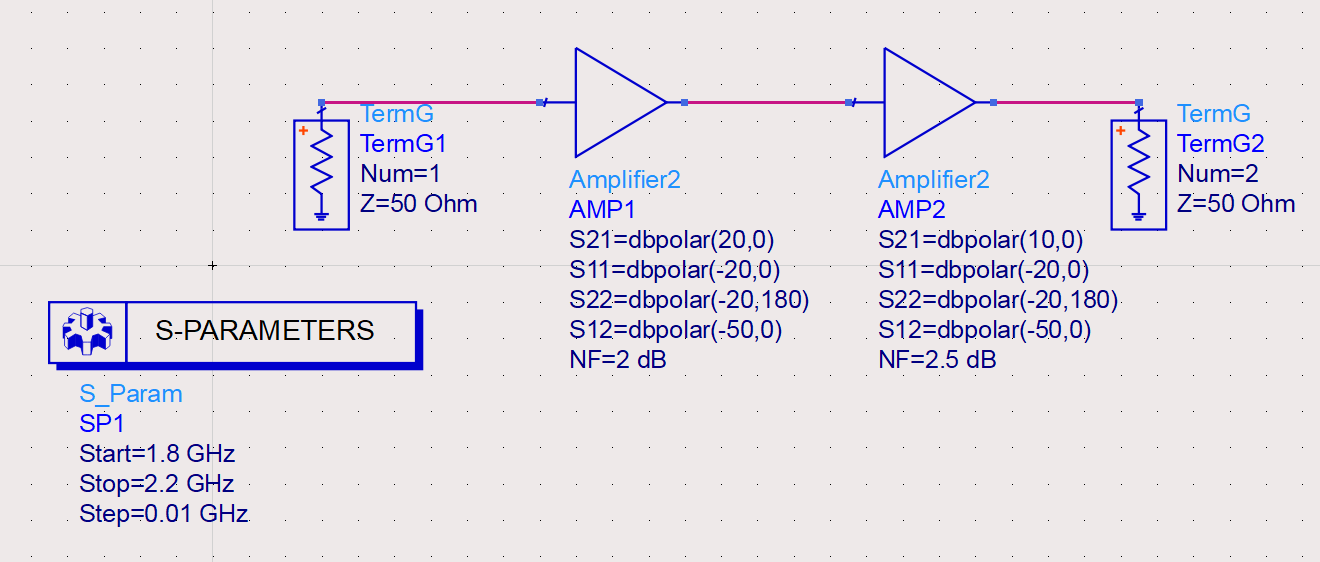 +
TermG
TermG1
Num=1
Z=50 Ohm
Amplifier2
AMP1
S21=dbpolar(20,0)
S11=dbpolar(-20,0)
S22=dbpolar(-20,180)
S12=dbpolar(-50,0)
NF=2 dB
Amplifier2
AMP2
S21=dbpolar(10,0)
S11=dbpolar(-20,0)
S22=dbpolar(-20,180)
S12=dbpolar(-50,0)
NF=2.5 dB
+
TermG
TermG2
Num=2
Z=50 Ohm
S-PARAMETERS
S_Param
SP1
Start=1.8 GHz
Stop=2.2 GHz
Step=0.01 GHz